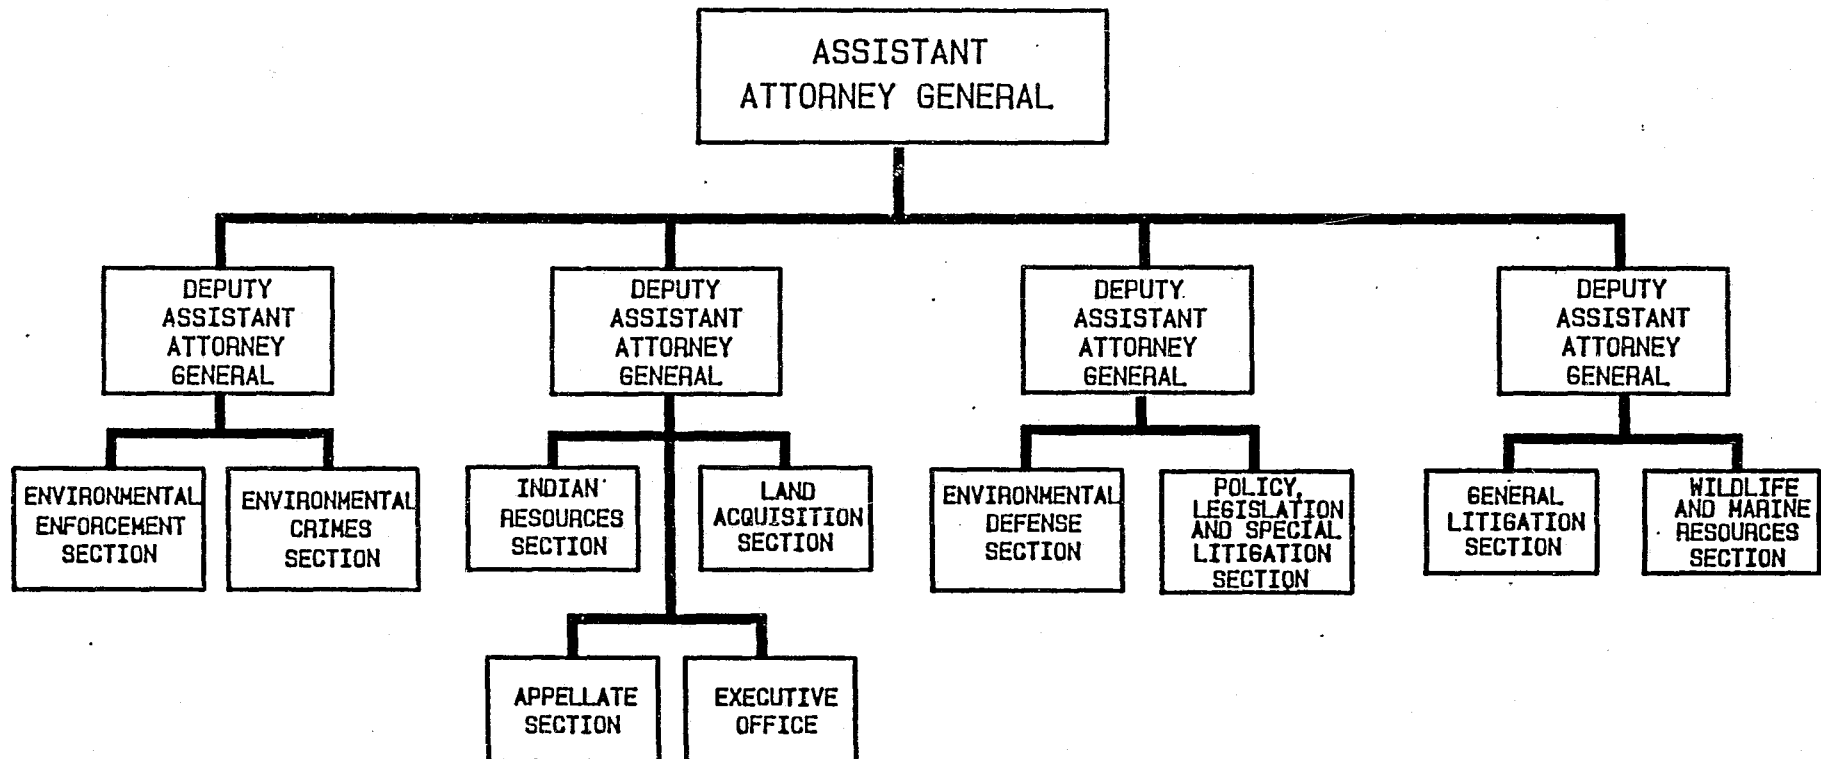 ASSISTANT
ATTORNEY GENERAL
DEPUTY
ASSISTANT
ATTORNEY
GENERAL
DEPUTY
ASSISTANT
ATTORNEY
GENERAL
DEPUTY
ASSISTANT
ATTORNEY
GENERAL
DEPUTY
ASSISTANT
ATTORNEY
GENERAL
ENVIRONMENTAL
ENFORCEMENT
SECTION
ENVIRONMENTAL
CRIMES
SECTION
INDIAN
RESOURCES
SECTION
LAND
ACQUISITION
SECTION
ENVIRONMENTAL
DEFENSE
SECTION
POLICY,
LEGISLATION
AND SPECIAL
LITIGATION
SECTION
GENERAL
LITIGATION
SECTION
WILDLIFE
AND MARINE
RESOURCES
SECTION
APPELLATE
SECTION
EXECUTIVE
OFFICE